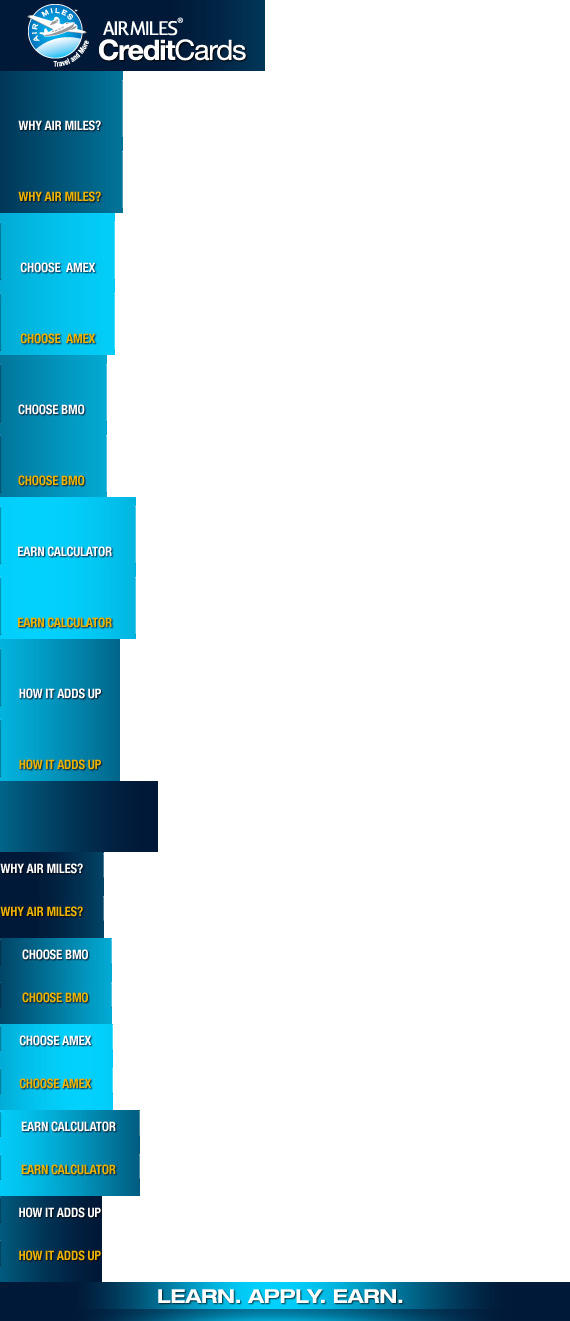 AIR MILES
Travel and More
AIRMILES®
CreditCards
WHY AIR MILES?
WHY AIR MILES?
CHOOSE AMEX
CHOOSE AMEX
CHOOSE BMO
CHOOSE BMO
EARN CALCULATOR
EARN CALCULATOR
HOW IT ADDS UP
HOW IT ADDS UP
WHY AIR MILES?
WHY AIR MILES?
CHOOSE BMO
CHOOSE BMO
CHOOSE AMEX
CHOOSE AMEX
EARN CALCULATOR
EARN CALCULATOR
HOW IT ADDS UP
HOW IT ADDS UP
LEARN. APPLY. EARN.